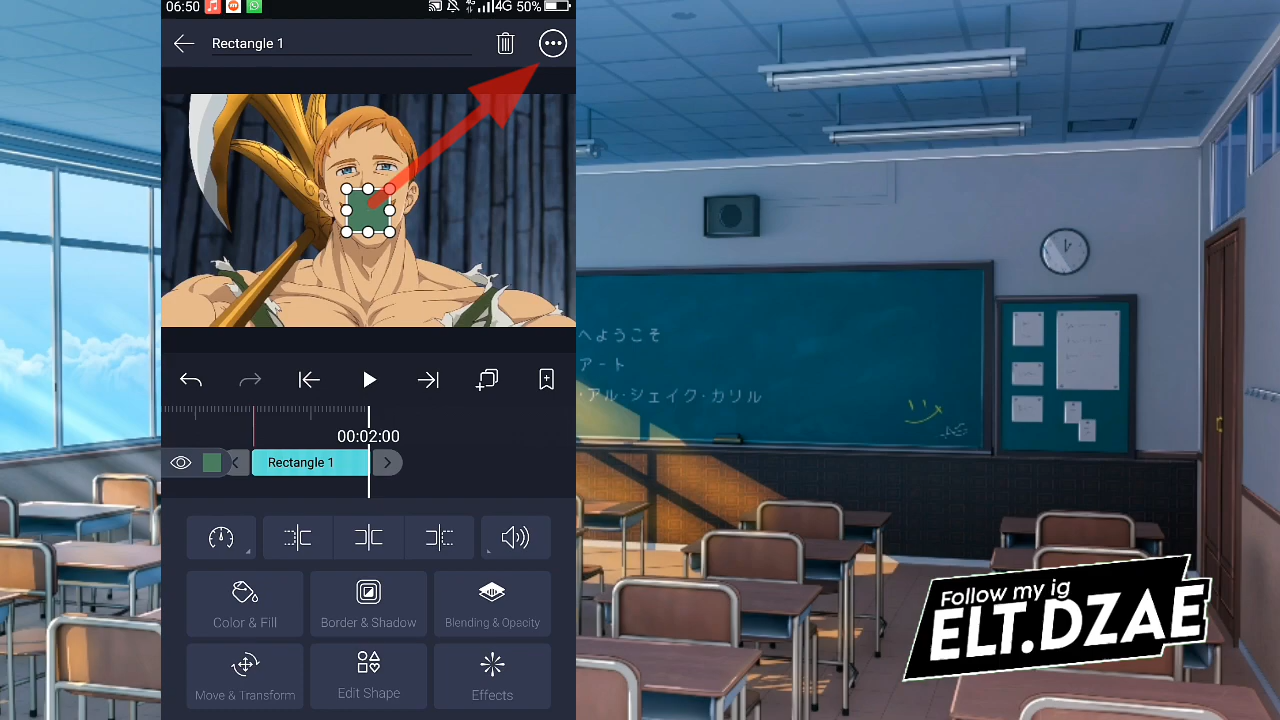 06:50
4G 50%
Rectangle 1
へようこそ
アート
・アル・シェイク・カリル
00:02:00
Rectangle 1
Color & Fill
Border & Shadow
Blending & Opacity
Move & Transform
Edit Shape
Effects
Follow my ig
ELT.DZAE